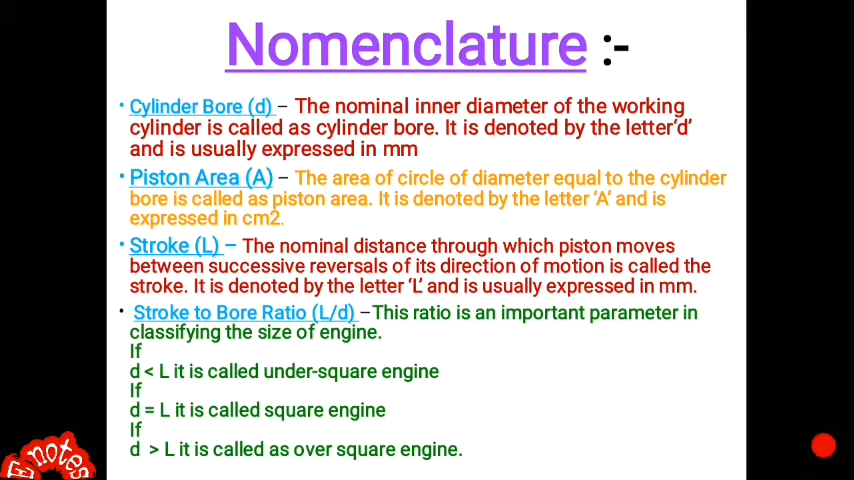 Nomenclature :-
• Cylinder Bore (d) – The nominal inner diameter of the working
cylinder is called as cylinder bore. It is denoted by the letter‘d’
and is usually expressed in mm
• Piston Area (A) – The area of circle of diameter equal to the cylinder
bore is called as piston area. It is denoted by the letter ‘A’ and is
expressed in cm2.
• Stroke (L) – The nominal distance through which piston moves
between successive reversals of its direction of motion is called the
stroke. It is denoted by the letter ‘L’ and is usually expressed in mm.
• Stroke to Bore Ratio (L/d) –This ratio is an important parameter in
classifying the size of engine.
If
d < L it is called under-square engine
If
d = L it is called square engine
If
d > L it is called as over square engine.
E notes